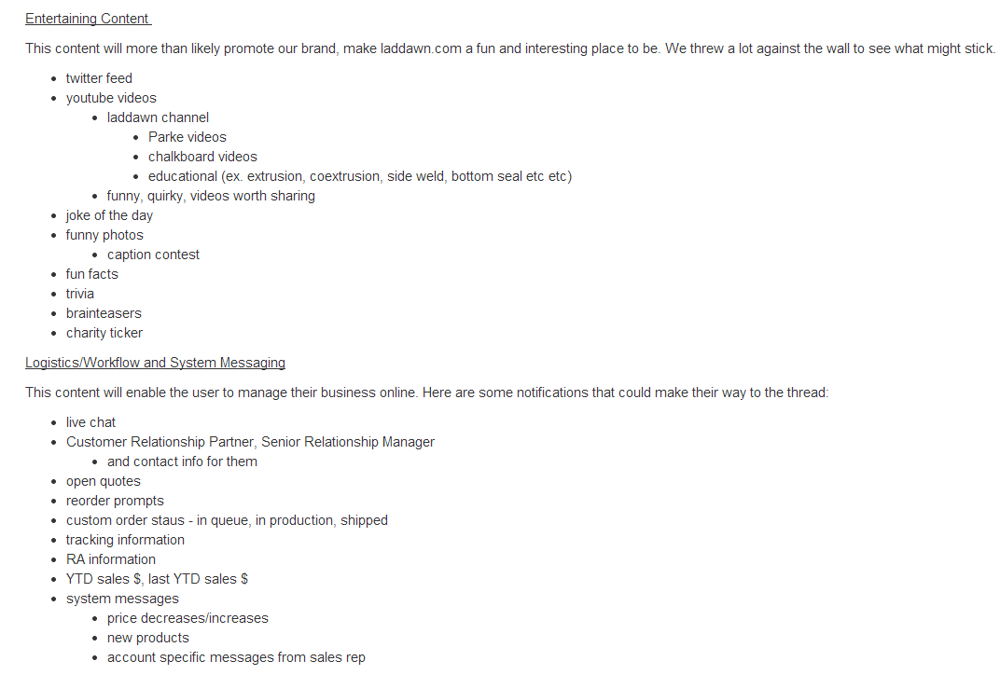 Entertaining Content
This content will more than likely promote our brand, make laddawn.com a fun and interesting place to be. We threw a lot against the wall to see what might stick.
• twitter feed
• youtube videos
• laddawn channel
• Parke videos
• chalkboard videos
• educational (ex. extrusion, coextrusion, side weld, bottom seal etc etc)
• funny, quirky, videos worth sharing
• joke of the day
• funny photos
• caption contest
• fun facts
• trivia
• brainteasers
• charity ticker
Logistics/Workflow and System Messaging
This content will enable the user to manage their business online. Here are some notifications that could make their way to the thread:
• live chat
• Customer Relationship Partner, Senior Relationship Manager
• and contact info for them
• open quotes
• reorder prompts
• custom order staus - in queue, in production, shipped
• tracking information
• RA information
• YTD sales $, last YTD sales $
• system messages
• price decreases/increases
• new products
• account specific messages from sales rep